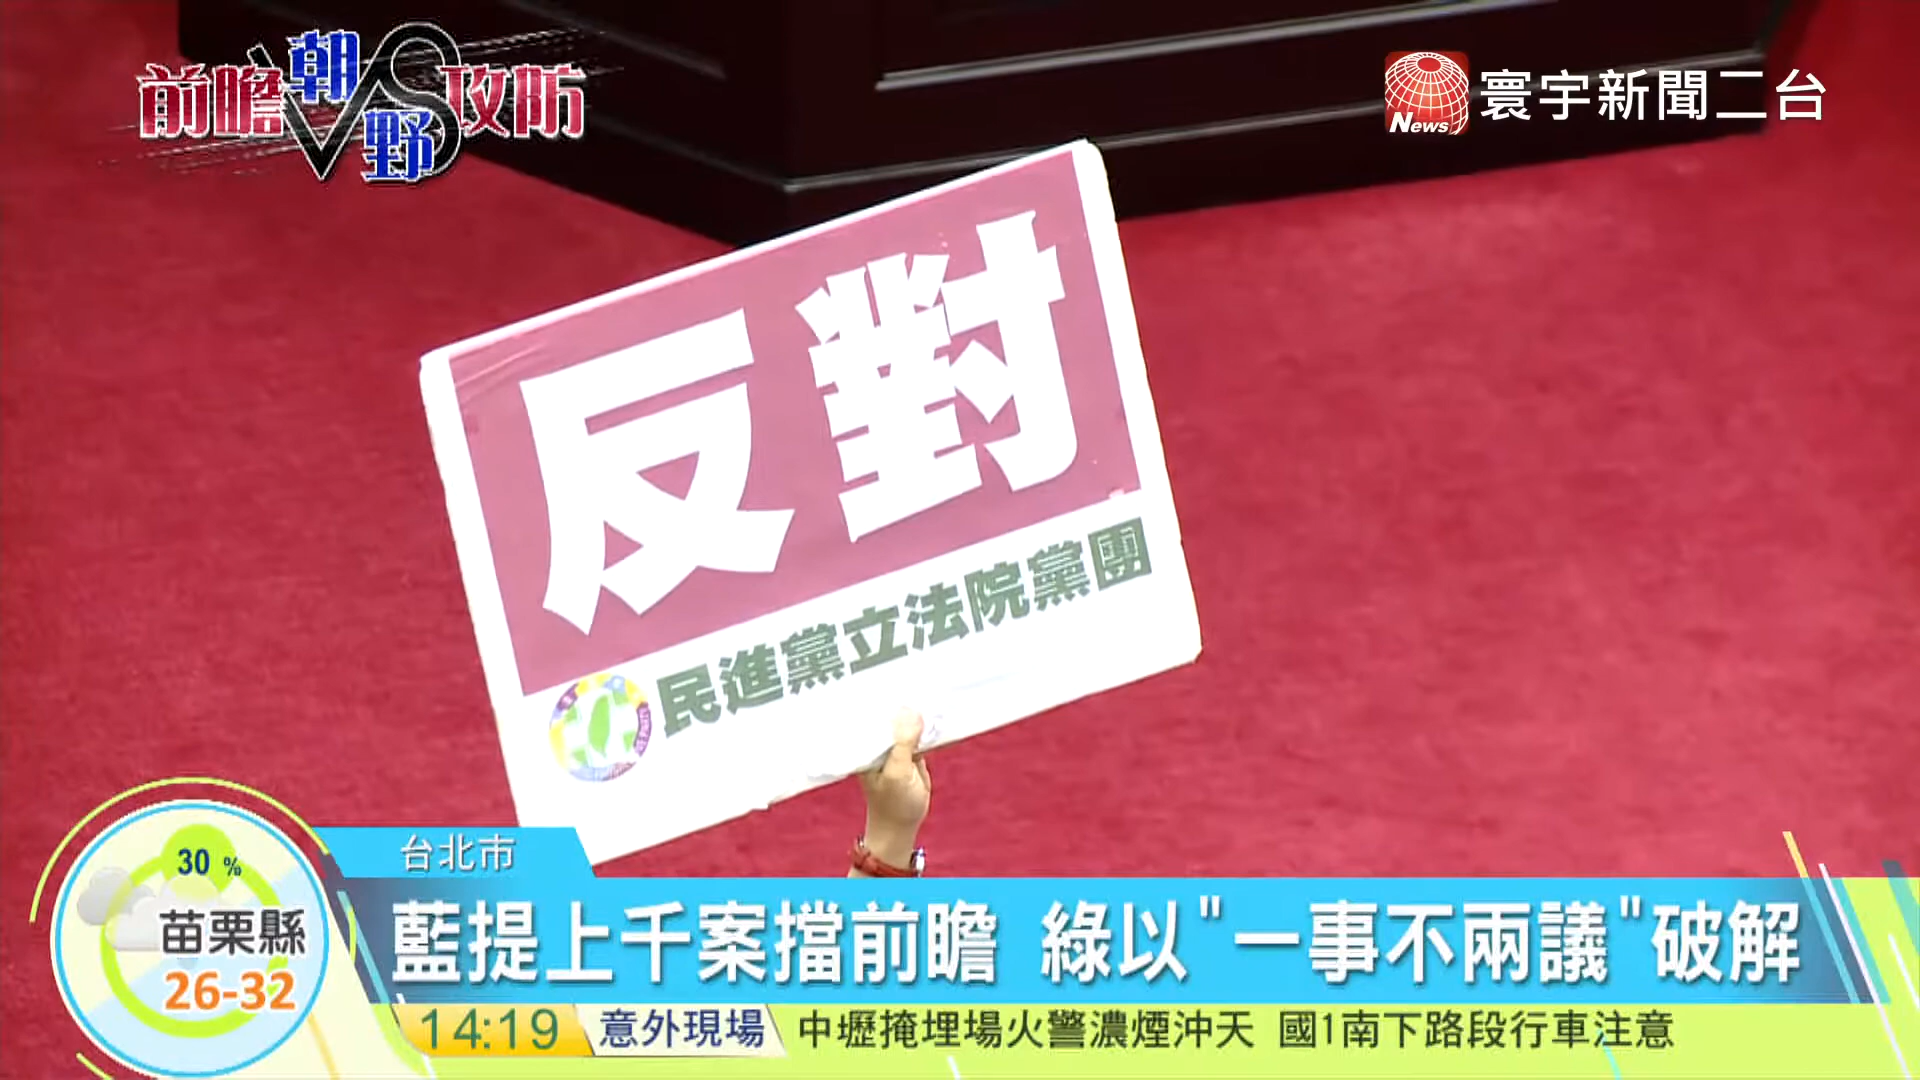 前瞻朝野VS攻防
News 寰宇新聞二台
反對
民進黨立法院黨團
30 %
苗栗縣
26-32
台北市
藍提上千案擋前瞻 綠以"一事不兩議"破解
14:19 意外現場 中壢掩埋場火警濃煙沖天 國1南下路段行車注意